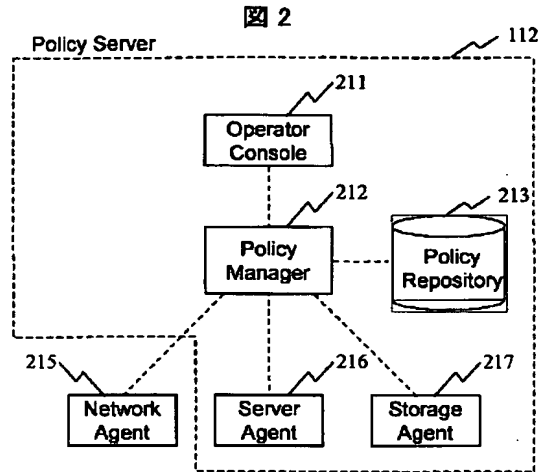 図 2
Policy Server
112
211
Operator
Console
212
213
Policy
Manager
Policy
Repository
215
216
217
Network
Agent
Server
Agent
Storage
Agent